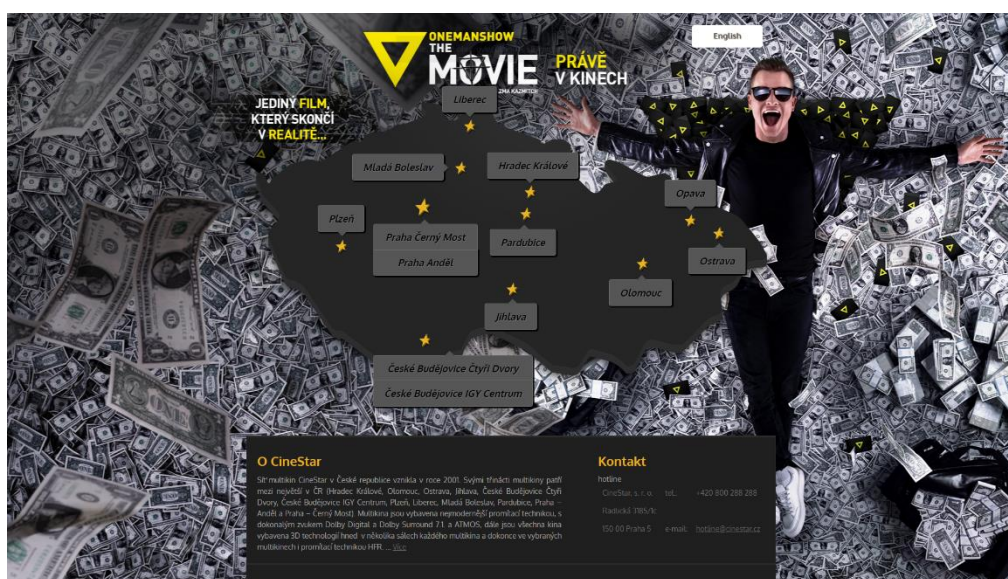 ONEMANSHOW
THE
MOVIE
PRÁVĚ
V KINECH
English
JEDINÝ FILM,
KTERÝ SKONČÍ
V REALITĚ...
Liberec
Mladá Boleslav
Hradec Králové
Opava
Plzeň
Praha Černý Most
Praha Anděl
Pardubice
Ostrava
Olomouc
Jihlava
České Budějovice Čtyři Dvory
České Budějovice IGY Centrum
O CineStar
Síť multikin CineStar v České republice vznikla v roce 2001. Svými třinácti multikiny patří
mezi největší v ČR (Hradec Králové, Olomouc, Ostrava, Jihlava, České Budějovice Čtyři
Dvory, České Budějovice IGY Centrum, Plzeň, Liberec, Mladá Boleslav, Pardubice, Praha –
Anděl a Praha – Černý Most). Multikina jsou vybavena nejmodernější promítací technikou, s
dokonalým zvukem Dolby Digital a Dolby Surround 7.1 a ATMOS, dále jsou všechna kina
vybavena 3D technologií hned v několika sálech každého multikina a dokonce ve vybraných
multikinech i promítací technikou HFR. ... Více
Kontakt
hotline
CineStar, s. r. o. tel.: +420 800 288 288
Radlická 3185/1c
150 00 Praha 5 e-mail: hotline@cinestar.cz